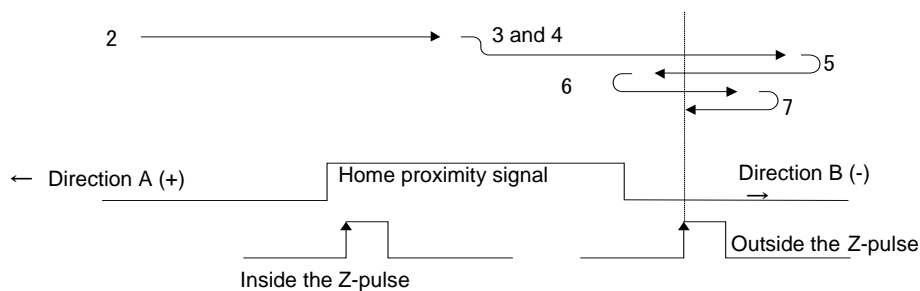 2
3 and 4
5
6
7
← Direction A (+)
Home proximity signal
Direction B (-)
→
Outside the Z-pulse
Inside the Z-pulse